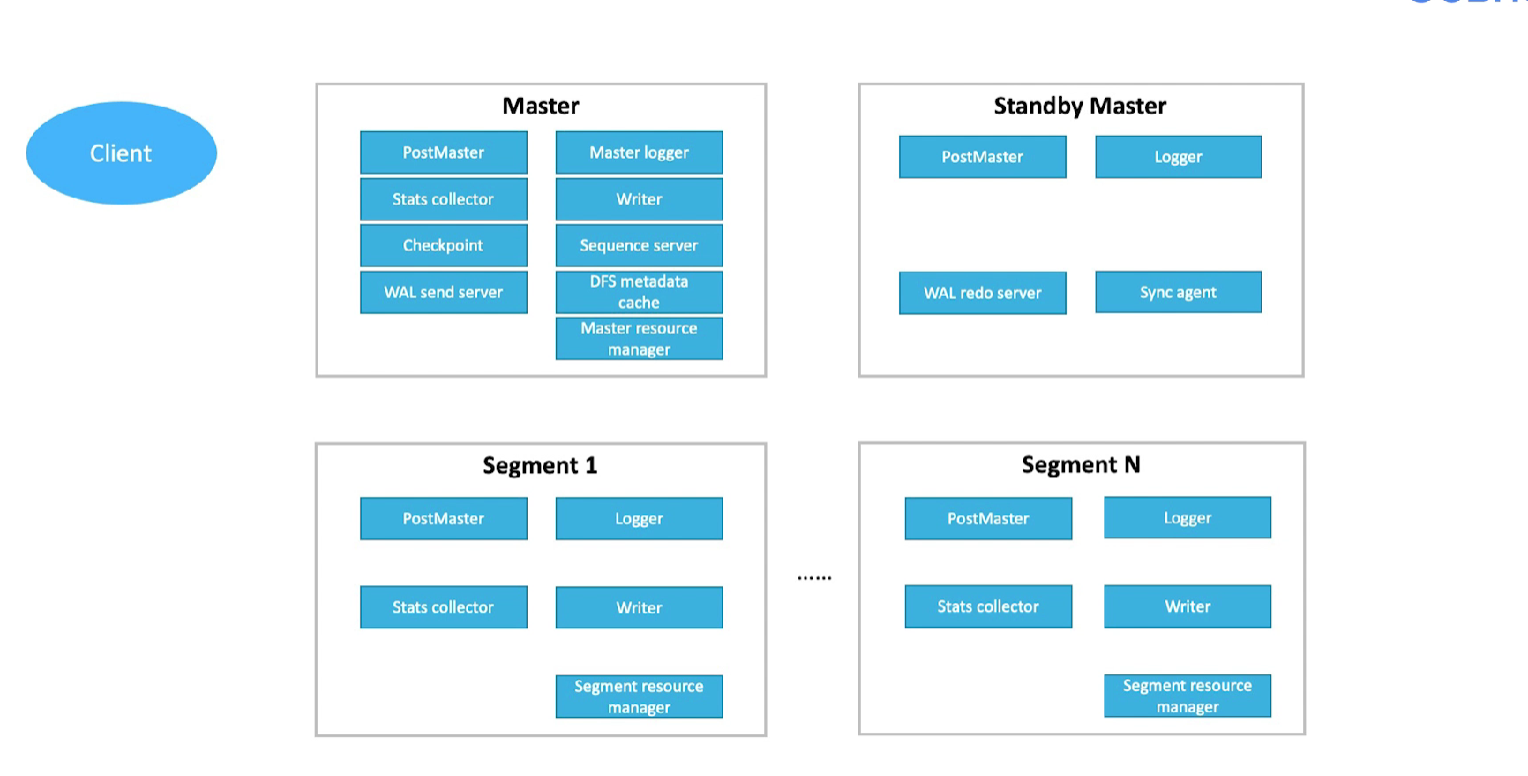 Client
Master
PostMaster
Master logger
Stats collector
Writer
Checkpoint
Sequence server
WAL send server
DFS metadata
cache
Master resource
manager
Standby Master
PostMaster
Logger
WAL redo server
Sync agent
Segment 1
PostMaster
Logger
Stats collector
Writer
Segment resource
manager
......
Segment N
PostMaster
Logger
Stats collector
Writer
Segment resource
manager